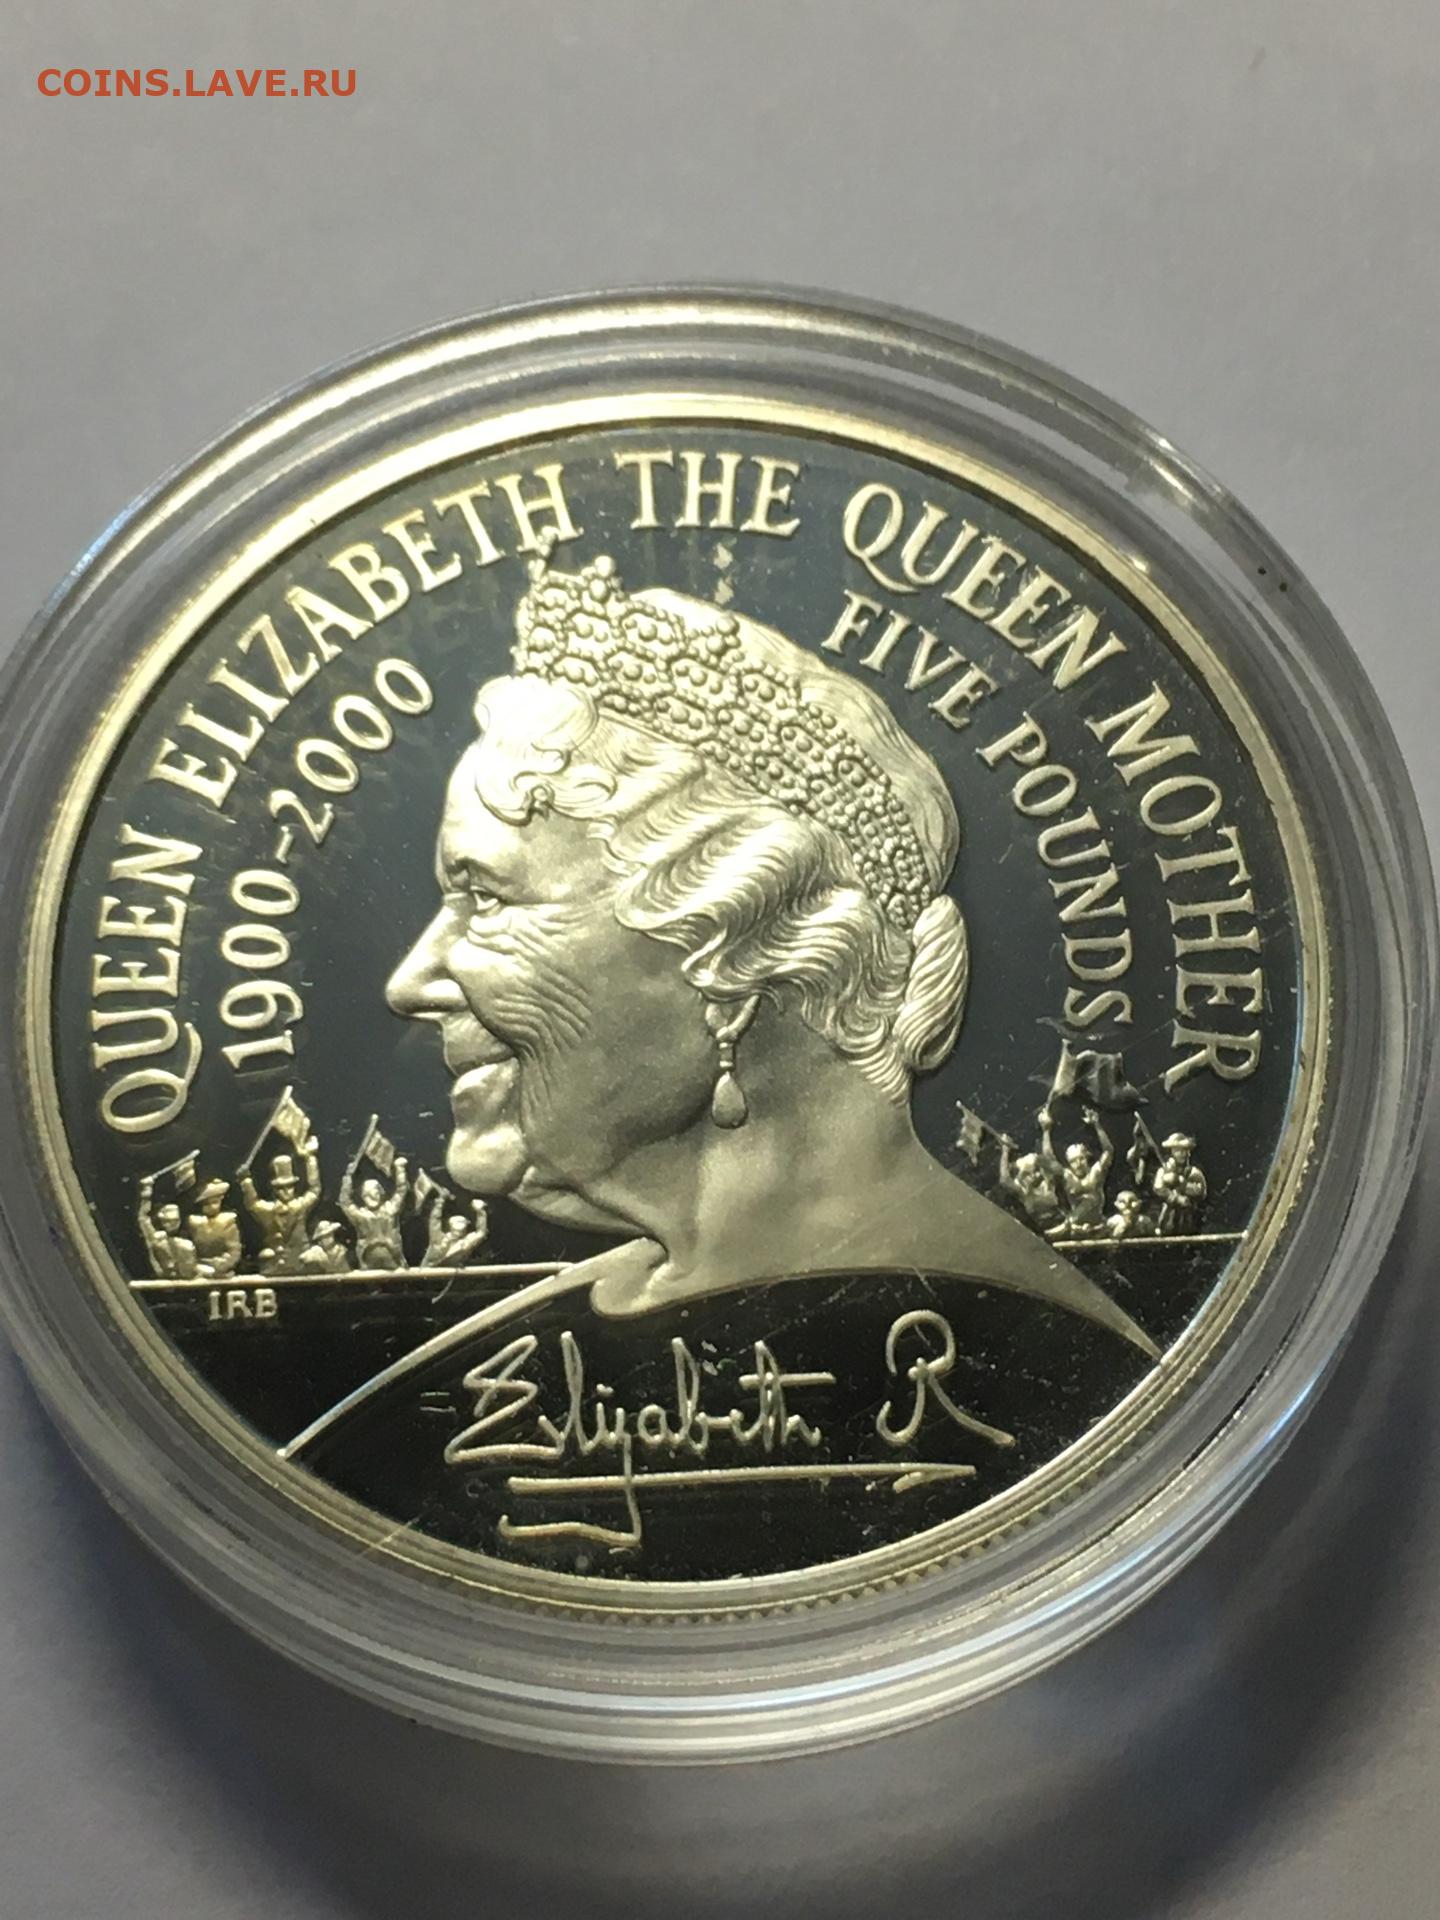 COINS.LAVE.RU
QUEEN ELIZABETH THE QUEEN MOTHER
1900-2000
FIVE POUNDS
IRB
Elizabeth R